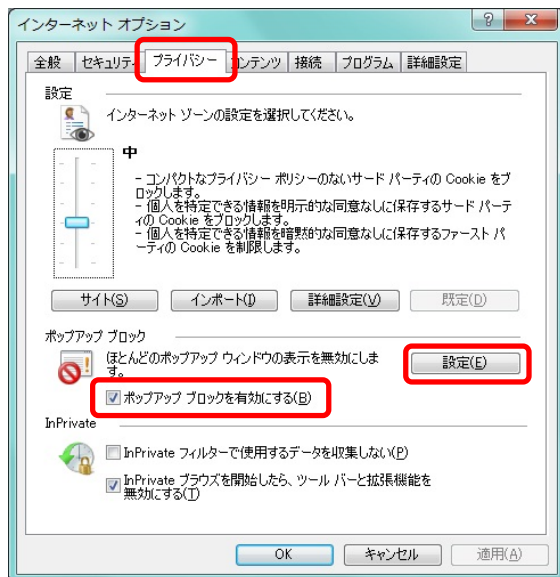 インターネット オプション
全般 セキュリティ プライバシー コンテンツ 接続 プログラム 詳細設定
設定
インターネット ゾーンの設定を選択してください。
中
- コンパクトなプライバシー ポリシーのないサード パーティの Cookie をブ
ロックします。
- 個人を特定できる情報を明示的な同意なしに保存するサード パーテ
ィの Cookie をブロックします。
- 個人を特定できる情報を暗黙的な同意なしに保存するファースト パ
ーティの Cookie を制限します。
サイト(S) インポート(I) 詳細設定(V) 既定(D)
ポップアップ ブロック
ほとんどのポップアップ ウィンドウの表示を無効にしま
す。
設定(E)
ポップアップ ブロックを有効にする(B)
InPrivate
InPrivate フィルターで使用するデータを収集しない(P)
InPrivate ブラウズを開始したら、ツール バーと拡張機能を
無効にする(T)
OK キャンセル 適用(A)